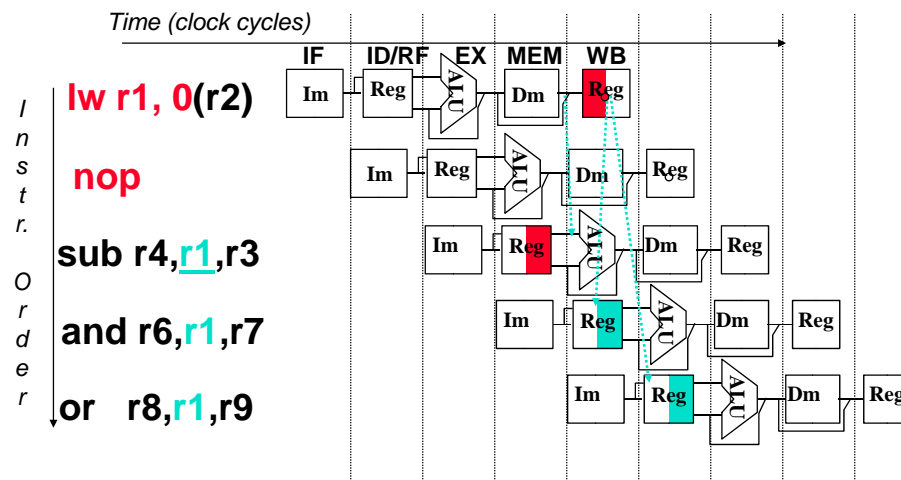 Time (clock cycles)
IF ID/RF EX MEM WB
Instr. Order
lw r1, 0(r2)
Im Reg ALU Dm Reg
nop
Im Reg ALU Dm Reg
sub r4,r1,r3
Im Reg ALU Dm Reg
and r6,r1,r7
Im Reg ALU Dm Reg
or r8,r1,r9
Im Reg ALU Dm Reg